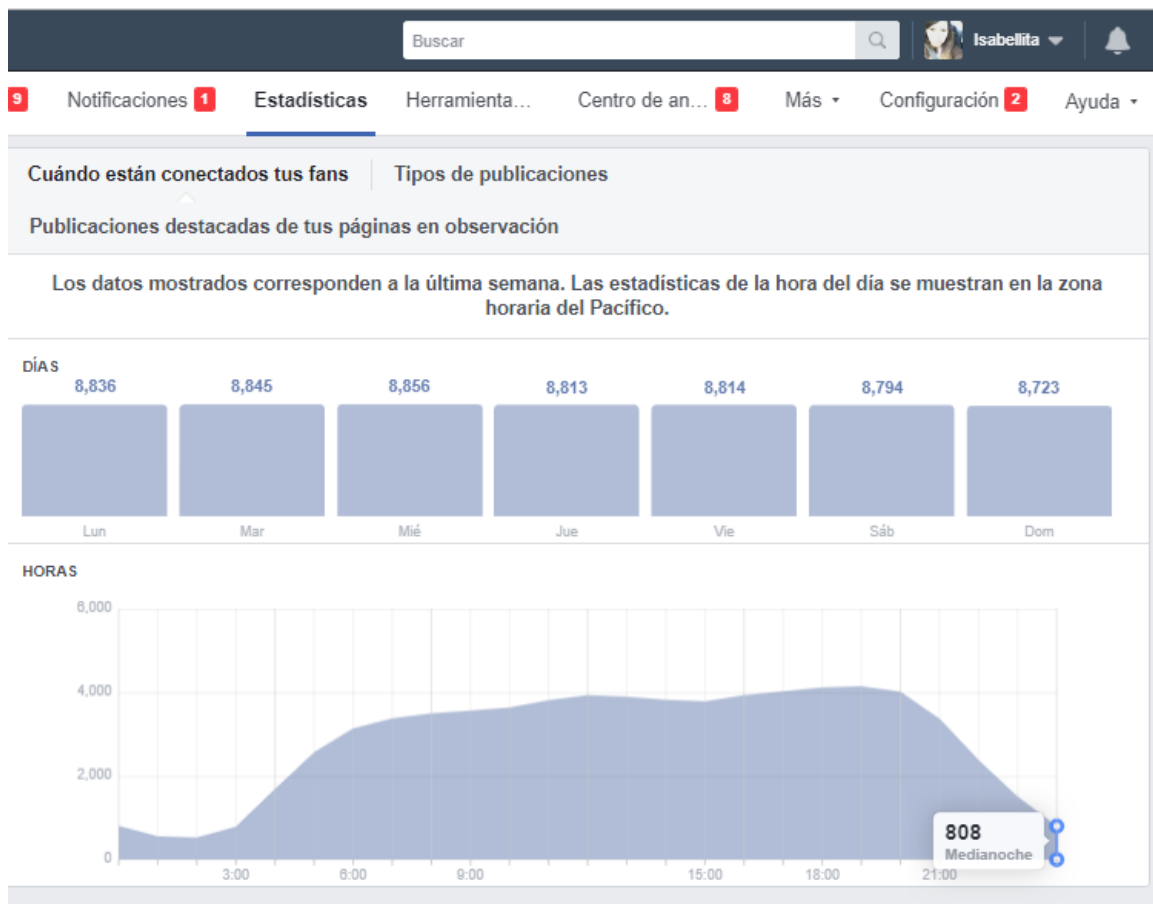 Buscar
Isabellita
9 Notificaciones 1 Estadísticas Herramienta... Centro de an... 8 Más Configuración 2 Ayuda
Cuándo están conectados tus fans Tipos de publicaciones
Publicaciones destacadas de tus páginas en observación
Los datos mostrados corresponden a la última semana. Las estadísticas de la hora del día se muestran en la zona
horaria del Pacífico.
DÍAS
8,836 8,845 8,856 8,813 8,814 8,794 8,723
Lun Mar Mié Jue Vie Sáb Dom
HORAS
6,000
4,000
2,000
0
808
Medianoche
3:00 6:00 9:00 15:00 18:00 21:00